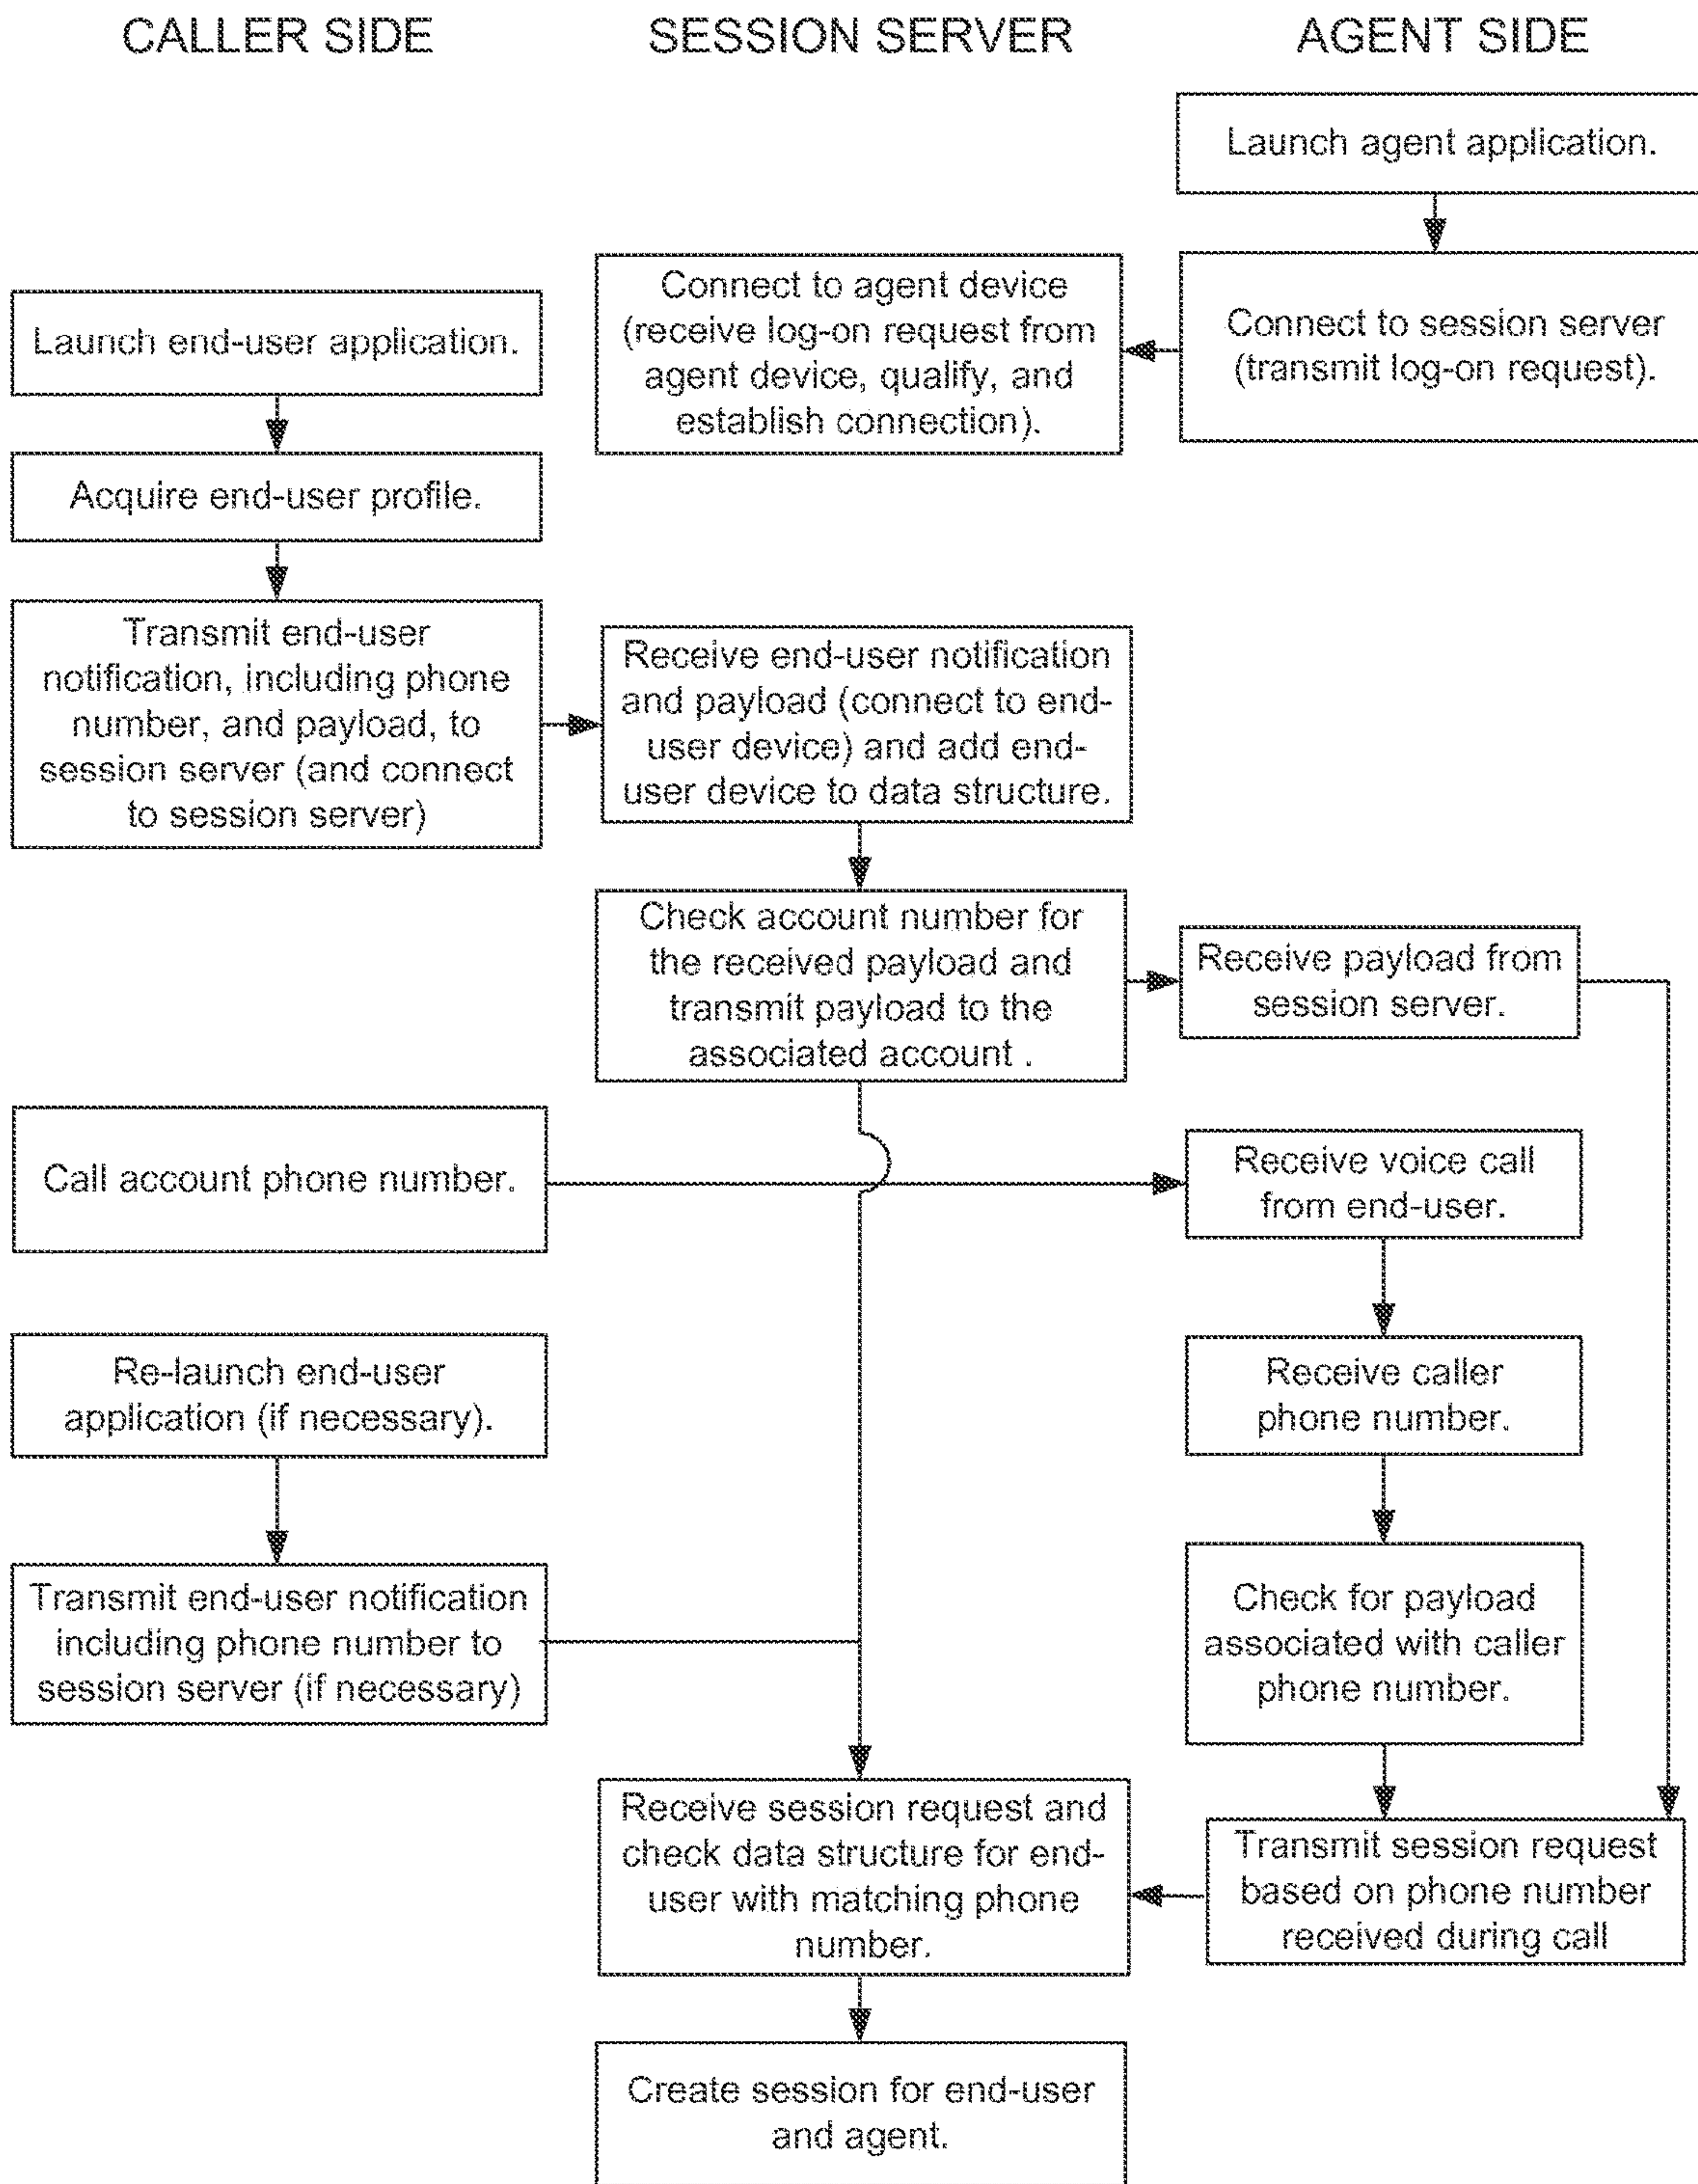 CALLER SIDE
SESSION SERVER
AGENT SIDE
Launch agent application.
Connect to session server
(transmit log-on request).
Connect to agent device
(receive log-on request from
agent device, qualify, and
establish connection).
Launch end-user application.
Acquire end-user profile.
Transmit end-user
notification, including phone
number, and payload, to
session server (and connect
to session server)
Receive end-user notification
and payload (connect to end-
user device) and add end-
user device to data structure.
Check account number for
the received payload and
transmit payload to the
associated account .
Receive payload from
session server.
Call account phone number.
Receive voice call
from end-user.
Receive caller
phone number.
Re-launch end-user
application (if necessary).
Transmit end-user notification
including phone number to
session server (if necessary)
Check for payload
associated with caller
phone number.
Transmit session request
based on phone number
received during call
Receive session request and
check data structure for end-
user with matching phone
number.
Create session for end-user
and agent.